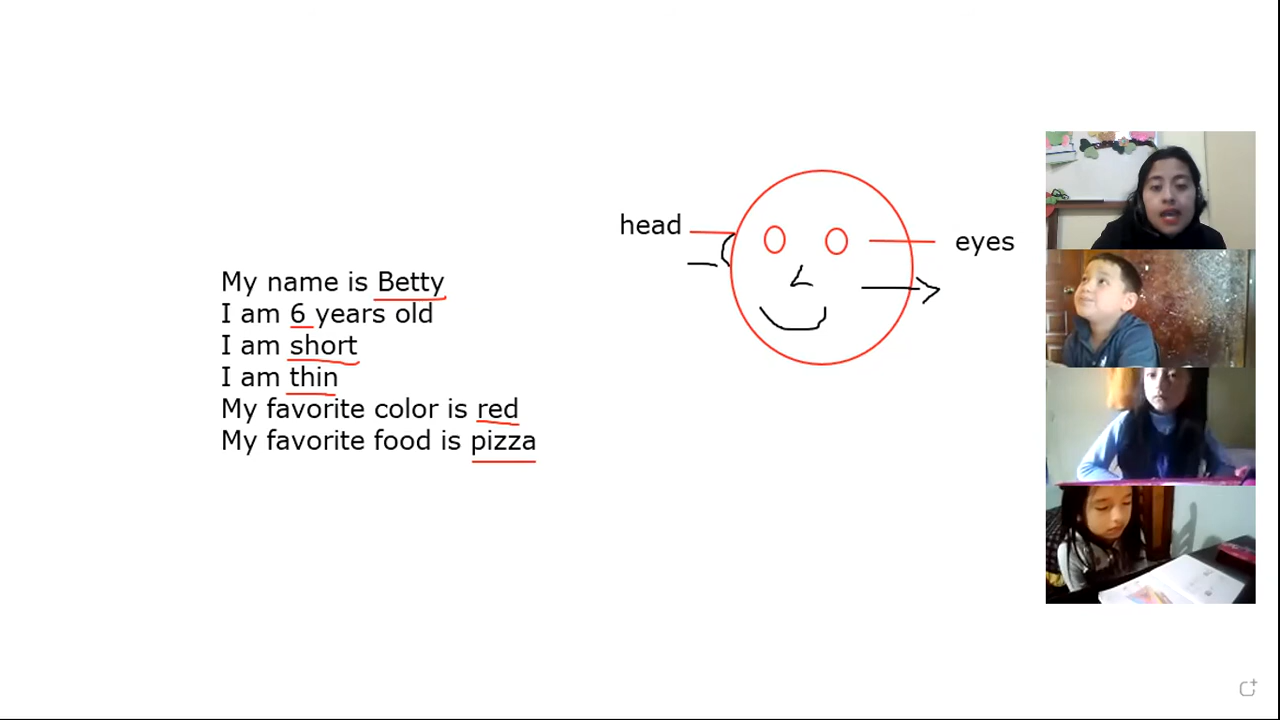 My name is Betty
I am 6 years old
I am short
I am thin
My favorite color is red
My favorite food is pizza
head
eyes